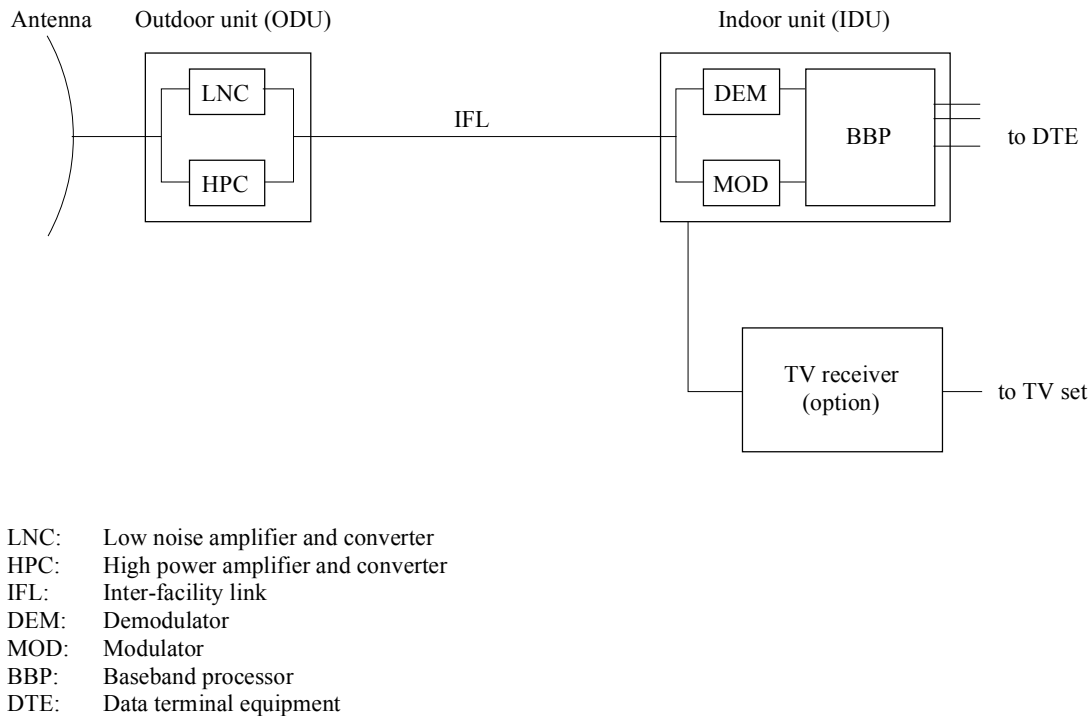 Antenna
Outdoor unit (ODU)
Indoor unit (IDU)
LNC
HPC
IFL
DEM
MOD
BBP
to DTE
TV receiver
(option)
to TV set
LNC: Low noise amplifier and converter
HPC: High power amplifier and converter
IFL: Inter-facility link
DEM: Demodulator
MOD: Modulator
BBP: Baseband processor
DTE: Data terminal equipment